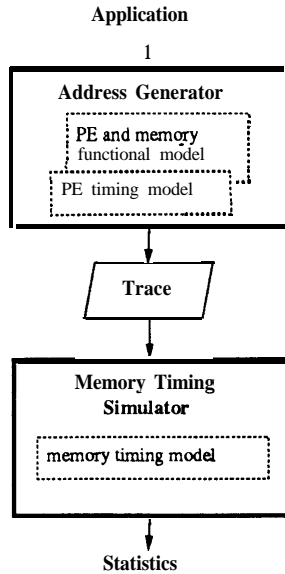 Application
1
Address Generator
PE and memory
functional model
PE timing model
Trace
Memory Timing
Simulator
memory timing model
Statistics